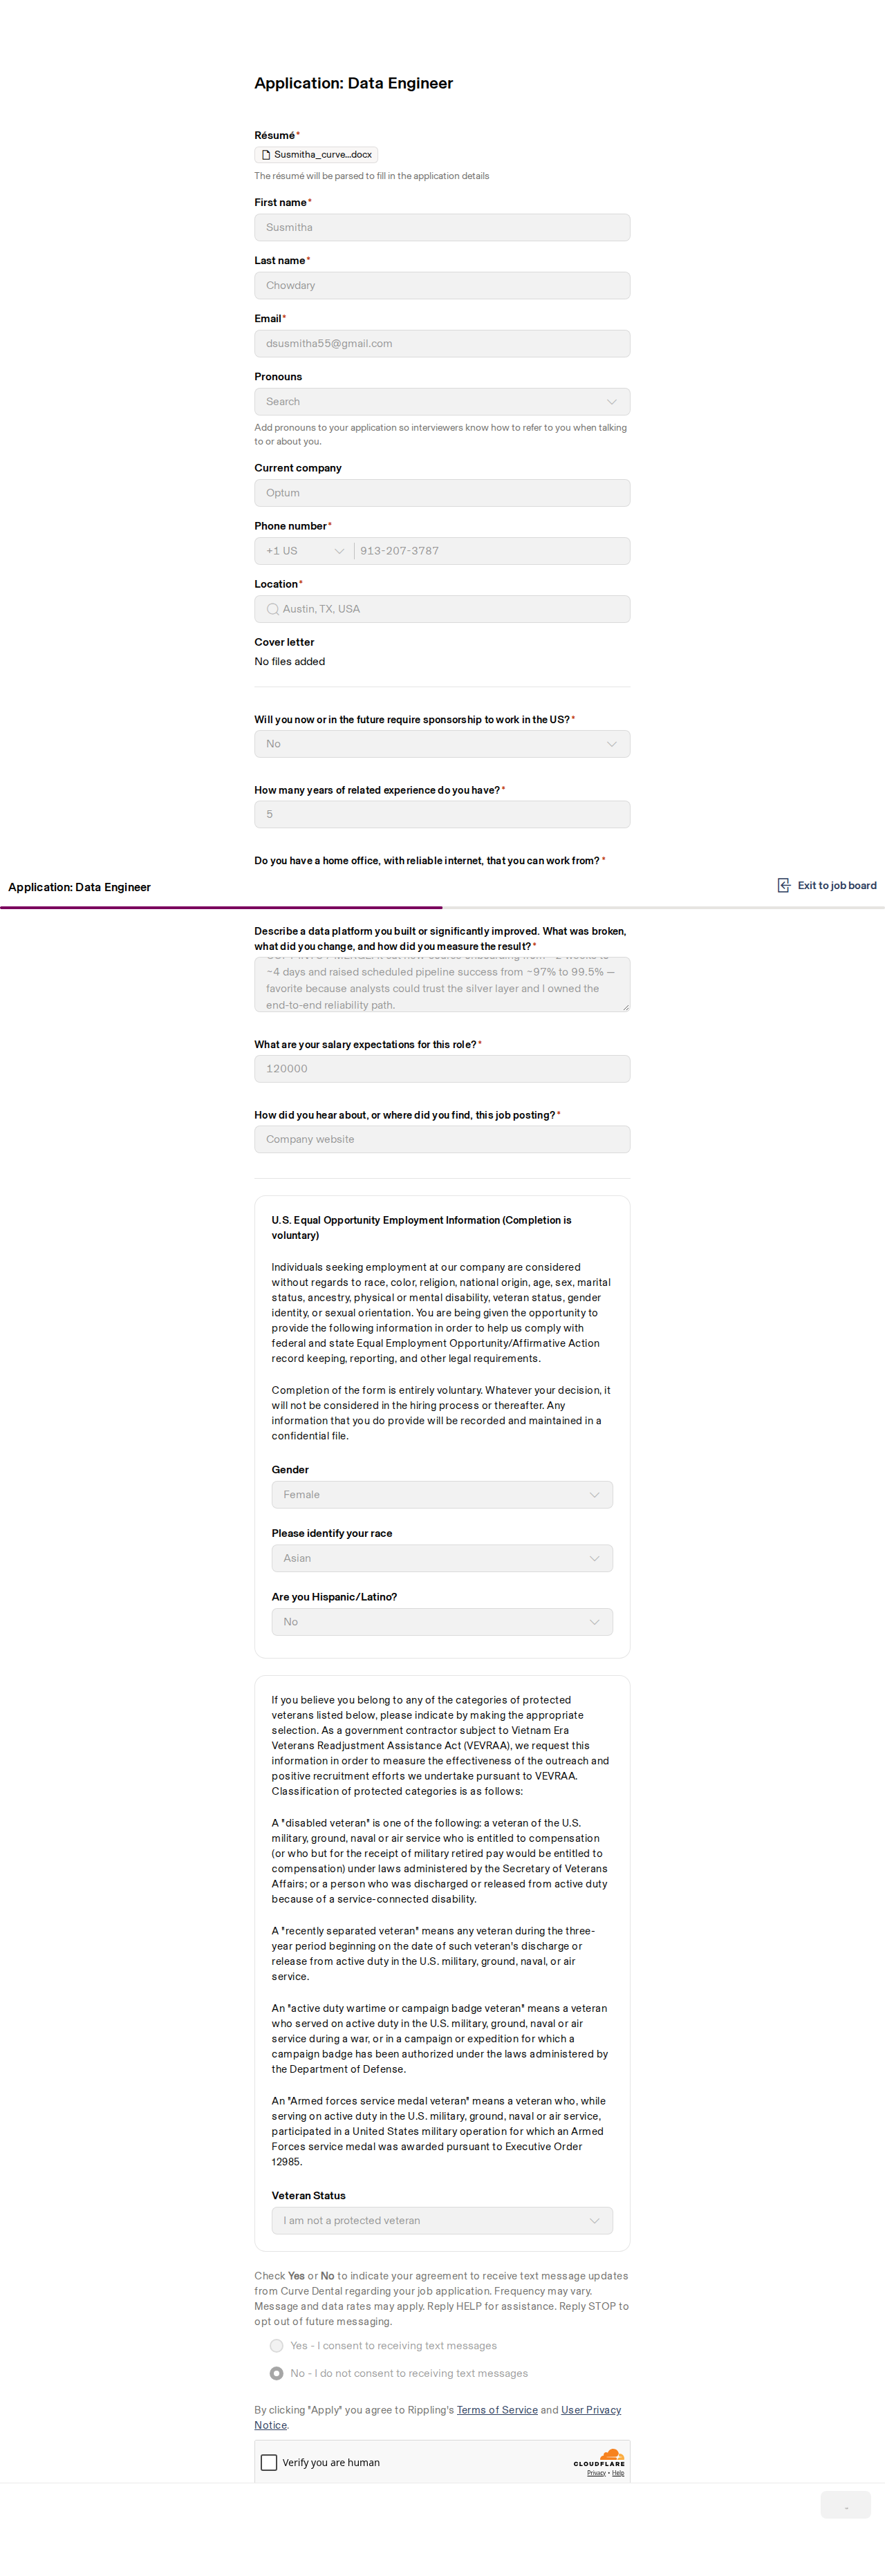 Application: Data Engineer
Résumé*
Susmitha_curve...docx
The résumé will be parsed to fill in the application details
First name*
Susmitha
Last name*
Chowdary
Email*
dsusmitha55@gmail.com
Pronouns
Search
Add pronouns to your application so interviewers know how to refer to you when talking
to or about you.
Current company
Optum
Phone number*
+1 US
913-207-3787
Location*
Austin, TX, USA
Cover letter
No files added
Will you now or in the future require sponsorship to work in the US?*
No
How many years of related experience do you have?*
5
Do you have a home office, with reliable internet, that you can work from?*
Application: Data Engineer
Exit to job board
Describe a data platform you built or significantly improved. What was broken,
what did you change, and how did you measure the result?*
~4 days and raised scheduled pipeline success from ~97% to 99.5% —
favorite because analysts could trust the silver layer and I owned the
end-to-end reliability path.
What are your salary expectations for this role?*
120000
How did you hear about, or where did you find, this job posting?*
Company website
U.S. Equal Opportunity Employment Information (Completion is
voluntary)
Individuals seeking employment at our company are considered
without regards to race, color, religion, national origin, age, sex, marital
status, ancestry, physical or mental disability, veteran status, gender
identity, or sexual orientation. You are being given the opportunity to
provide the following information in order to help us comply with
federal and state Equal Employment Opportunity/Affirmative Action
record keeping, reporting, and other legal requirements.
Completion of the form is entirely voluntary. Whatever your decision, it
will not be considered in the hiring process or thereafter. Any
information that you do provide will be recorded and maintained in a
confidential file.
Gender
Female
Please identify your race
Asian
Are you Hispanic/Latino?
No
If you believe you belong to any of the categories of protected
veterans listed below, please indicate by making the appropriate
selection. As a government contractor subject to Vietnam Era
Veterans Readjustment Assistance Act (VEVRAA), we request this
information in order to measure the effectiveness of the outreach and
positive recruitment efforts we undertake pursuant to VEVRAA.
Classification of protected categories is as follows:
A "disabled veteran" is one of the following: a veteran of the U.S.
military, ground, naval or air service who is entitled to compensation
(or who but for the receipt of military retired pay would be entitled to
compensation) under laws administered by the Secretary of Veterans
Affairs; or a person who was discharged or released from active duty
because of a service-connected disability.
A "recently separated veteran" means any veteran during the three-
year period beginning on the date of such veteran's discharge or
release from active duty in the U.S. military, ground, naval, or air
service.
An "active duty wartime or campaign badge veteran" means a veteran
who served on active duty in the U.S. military, ground, naval or air
service during a war, or in a campaign or expedition for which a
campaign badge has been authorized under the laws administered by
the Department of Defense.
An "Armed forces service medal veteran" means a veteran who, while
serving on active duty in the U.S. military, ground, naval or air service,
participated in a United States military operation for which an Armed
Forces service medal was awarded pursuant to Executive Order
12985.
Veteran Status
I am not a protected veteran
Check Yes or No to indicate your agreement to receive text message updates
from Curve Dental regarding your job application. Frequency may vary.
Message and data rates may apply. Reply HELP for assistance. Reply STOP to
opt out of future messaging.
Yes - I consent to receiving text messages
No - I do not consent to receiving text messages
By clicking "Apply" you agree to Rippling's Terms of Service and User Privacy
Notice.
Verify you are human
CLOUDFLARE
Privacy • Help